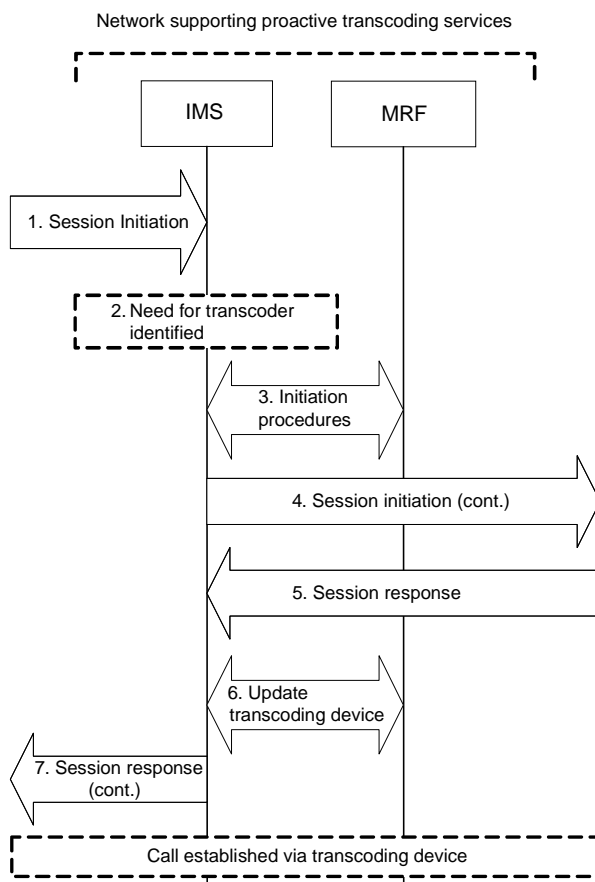 Network supporting proactive transcoding services
IMS
MRF
1. Session Initiation
2. Need for transcoder
identified
3. Initiation
procedures
4. Session initiation (cont.)
5. Session response
6. Update
transcoding device
7. Session response
(cont.)
Call established via transcoding device